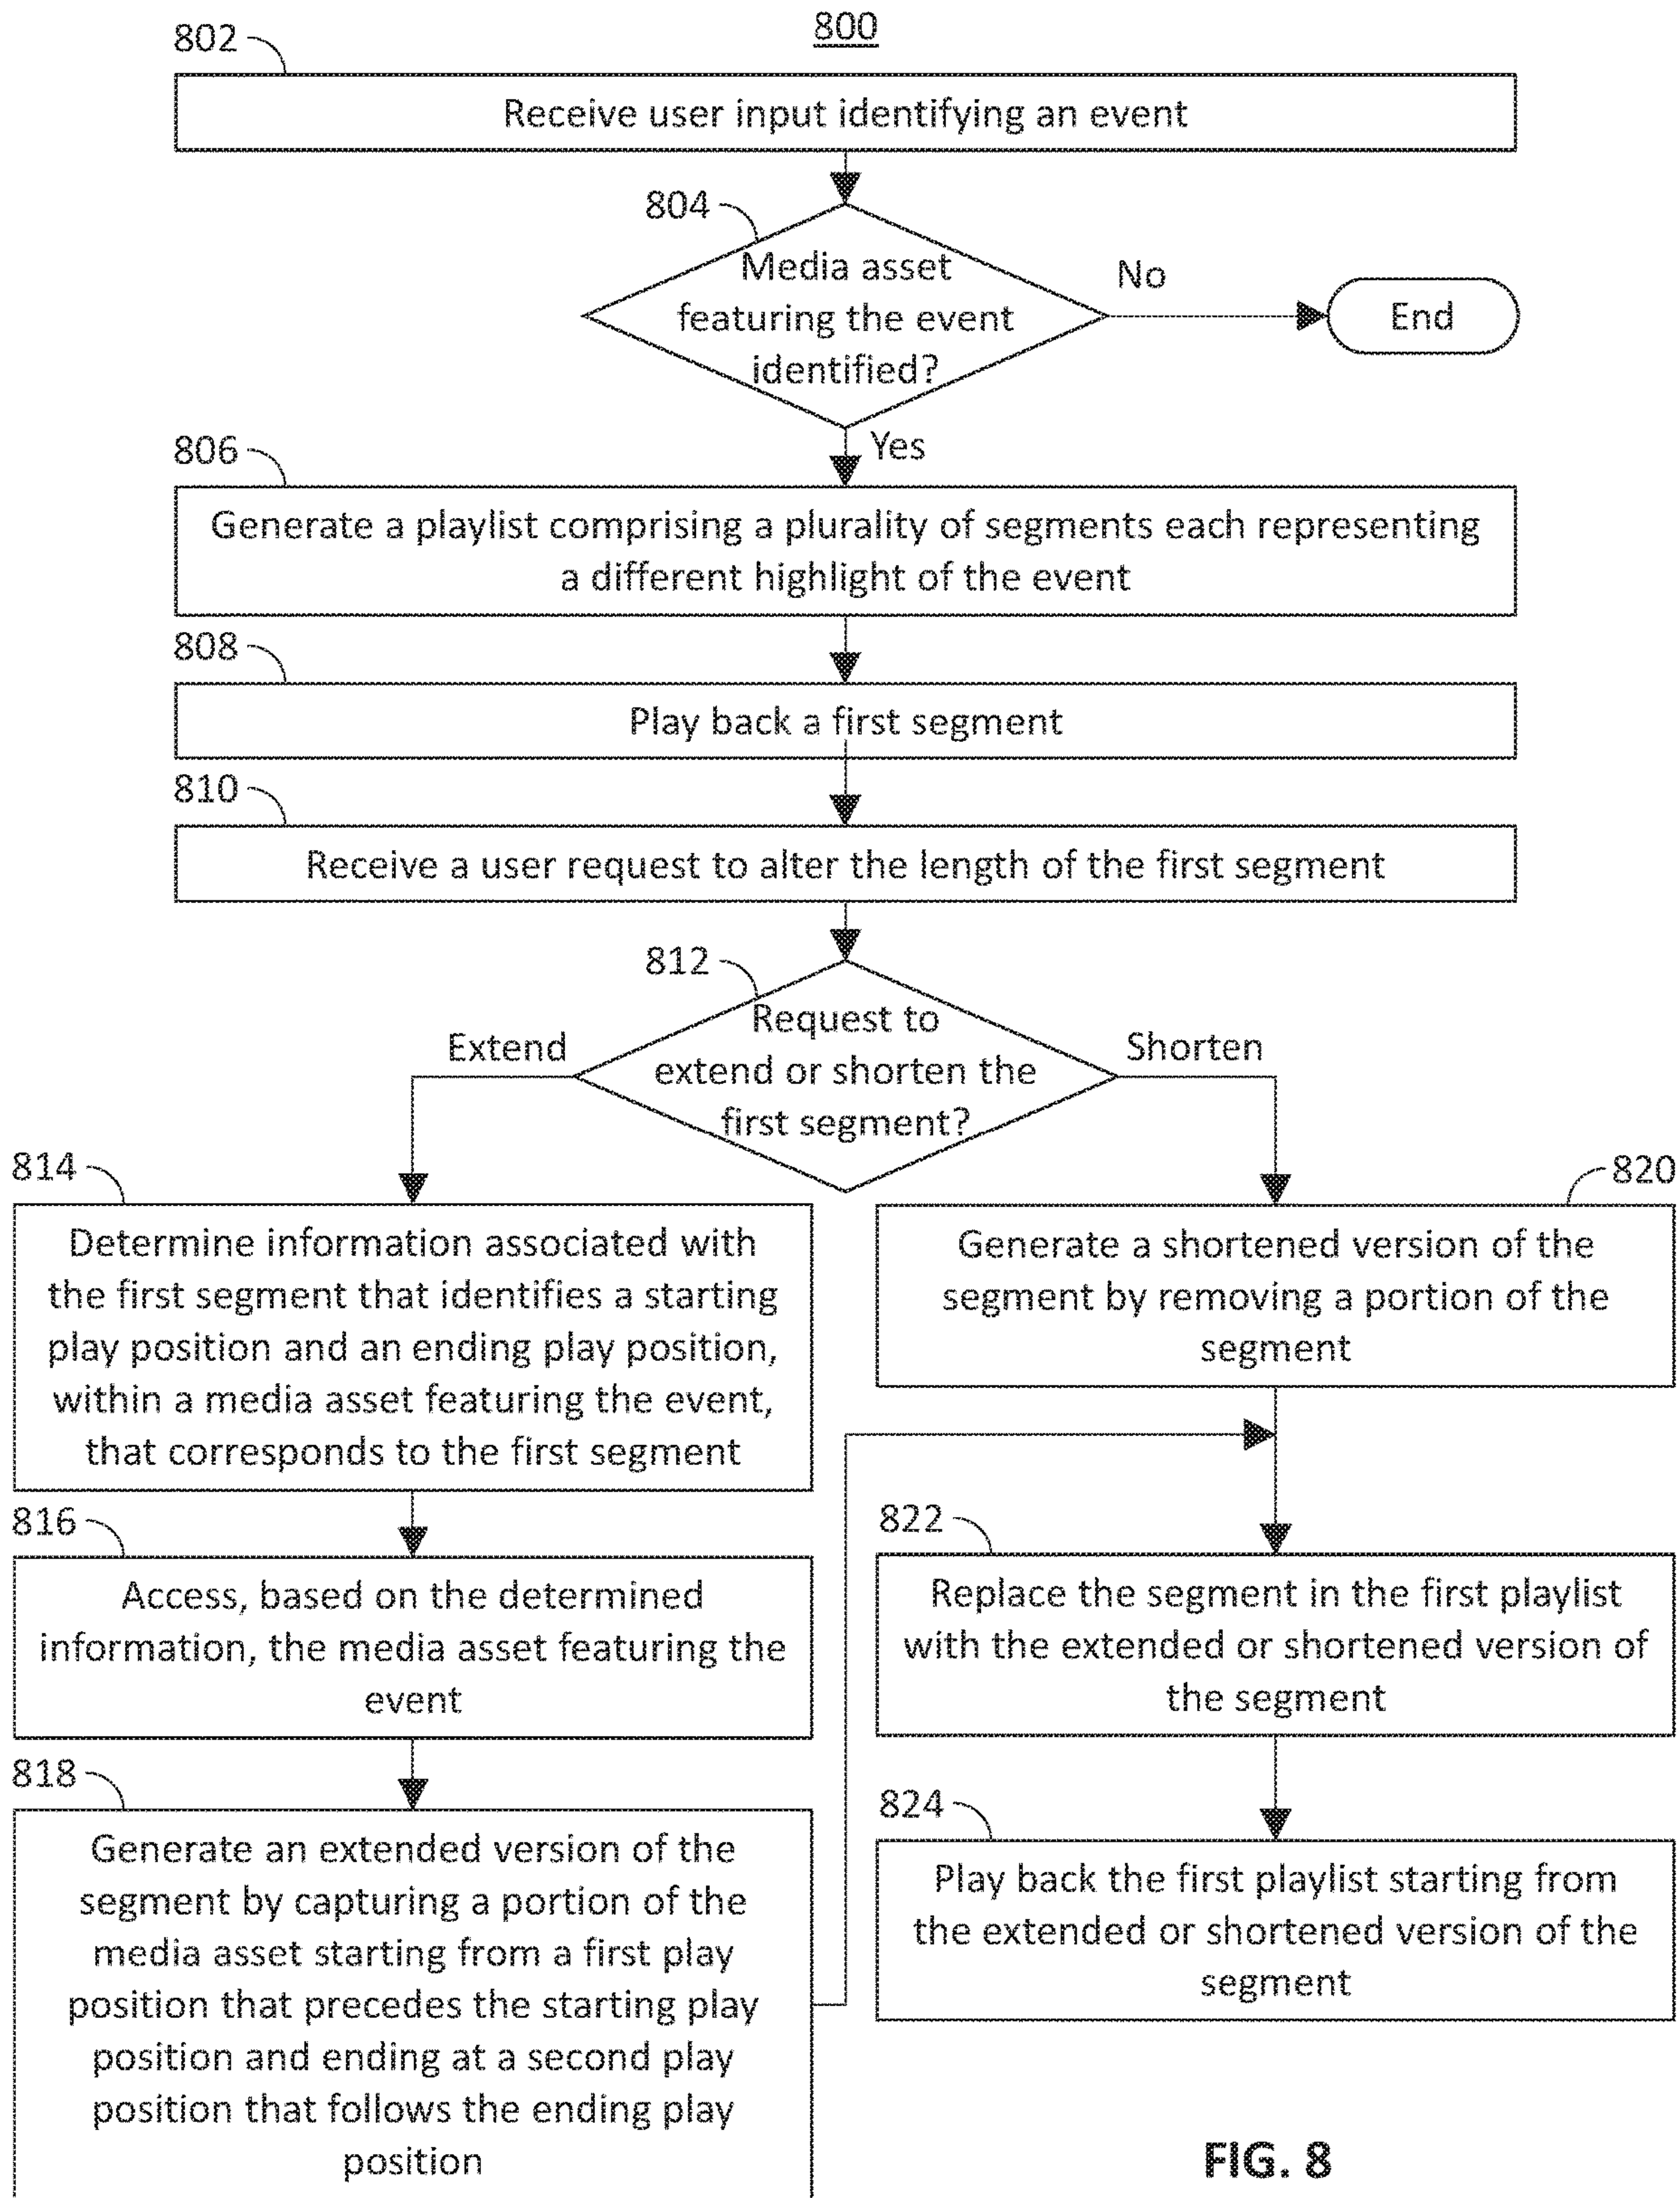 800
802
Receive user input identifying an event
804
Media asset
featuring the event
identified?
No
End
Yes
806
Generate a playlist comprising a plurality of segments each representing
a different highlight of the event
808
Play back a first segment
810
Receive a user request to alter the length of the first segment
812
Request to
extend or shorten the
first segment?
Extend
Shorten
814
Determine information associated with
the first segment that identifies a starting
play position and an ending play position,
within a media asset featuring the event,
that corresponds to the first segment
816
Access, based on the determined
information, the media asset featuring the
event
818
Generate an extended version of the
segment by capturing a portion of the
media asset starting from a first play
position that precedes the starting play
position and ending at a second play
position that follows the ending play
position
820
Generate a shortened version of the
segment by removing a portion of the
segment
822
Replace the segment in the first playlist
with the extended or shortened version of
the segment
824
Play back the first playlist starting from
the extended or shortened version of the
segment
FIG. 8